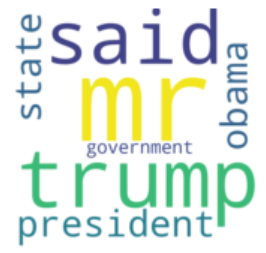 state
said
obama
mr
government
trump
president